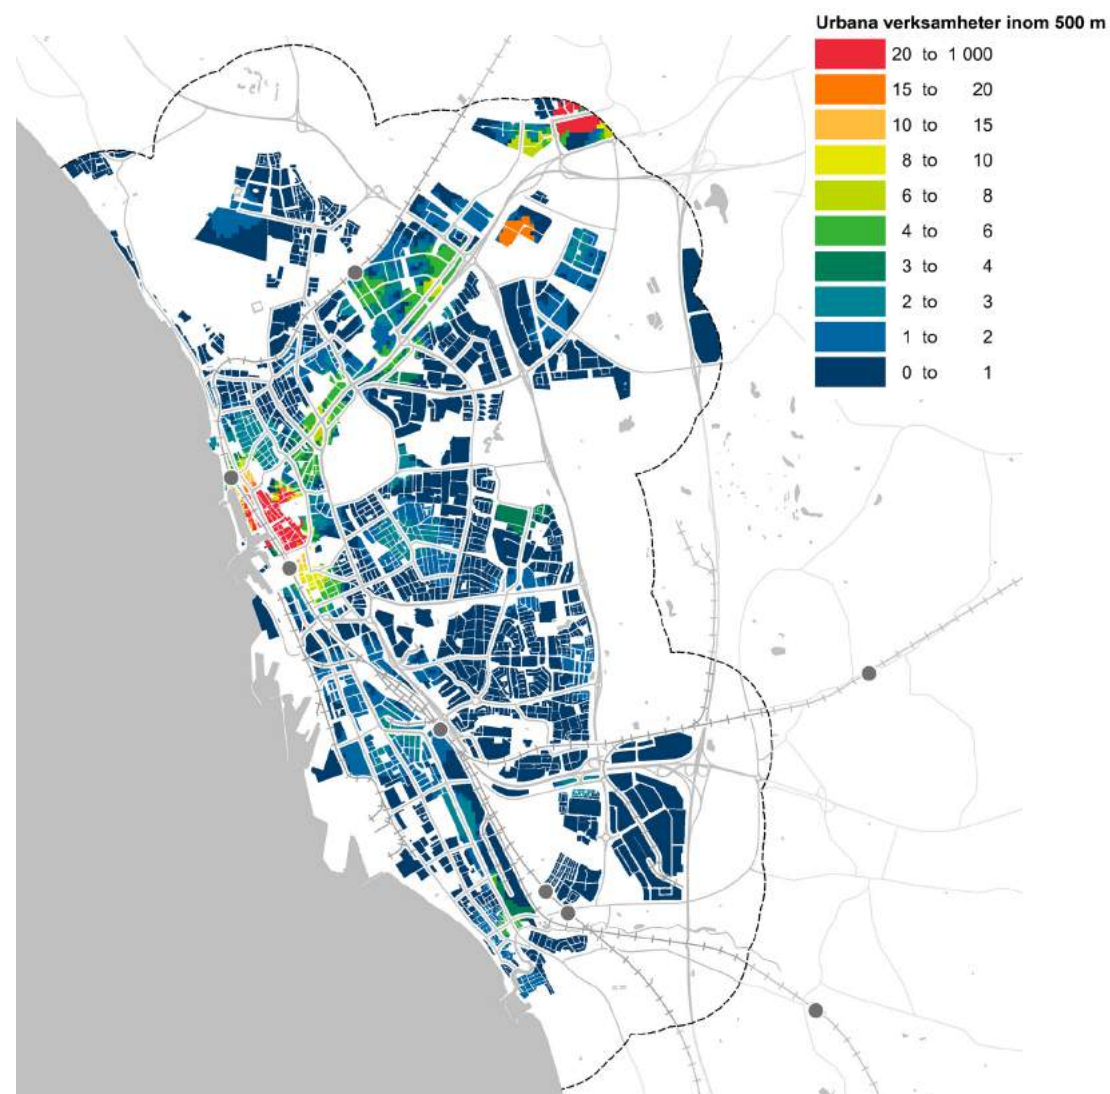 Urbana verksamheter inom 500 m
20 to 1 000
15 to 20
10 to 15
8 to 10
6 to 8
4 to 6
3 to 4
2 to 3
1 to 2
0 to 1